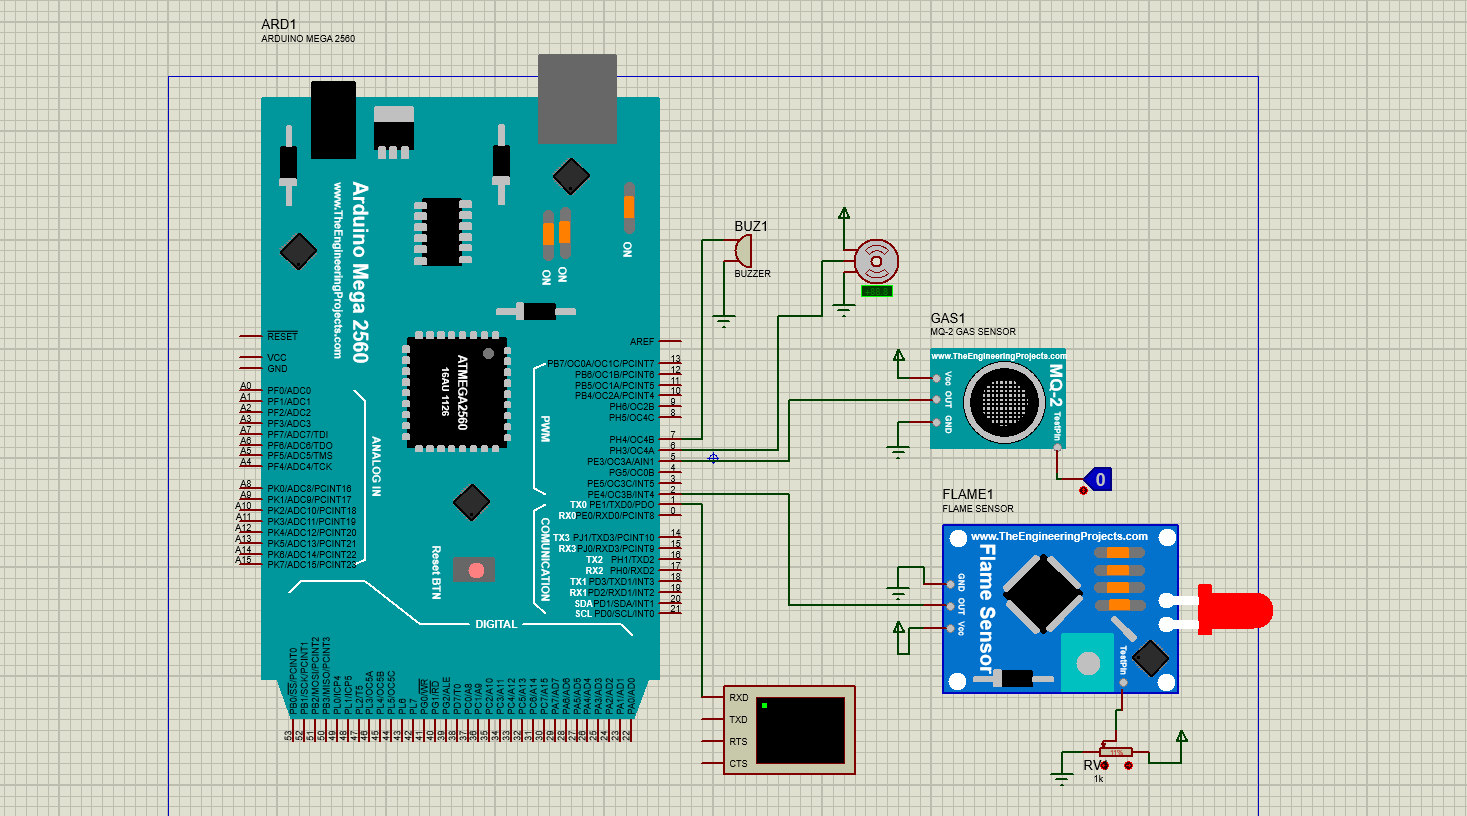 ARD1
ARDUINO MEGA 2560
Arduino Mega 2560
www.TheEngineeringProjects.com
ON
ON
ON
RESET
VCC
GND
A0 PF0/ADC0
A1 PF1/ADC1
A2 PF2/ADC2
A3 PF3/ADC3
A7 PF7/ADC7/TDI
A6 PF6/ADC6/TDO
A5 PF5/ADC5/TMS
A4 PF4/ADC4/TCK
A8 PK0/ADC8/PCINT16
A9 PK1/ADC9/PCINT17
A10 PK2/ADC10/PCINT18
A11 PK3/ADC11/PCINT19
A12 PK4/ADC12/PCINT20
A13 PK5/ADC13/PCINT21
A14 PK6/ADC14/PCINT22
A15 PK7/ADC15/PCINT23
ANALOG IN
ATMEGA2560
16AU 1126
Reset BTN
PWM
COMUNICATION
DIGITAL
AREF
PB7/OC0A/OC1C/PCINT7 13
PB6/OC1B/PCINT6 12
PB5/OC1A/PCINT5 11
PB4/OC2A/PCINT4 10
PH6/OC2B 9
PH5/OC4C 8
PH4/OC4B 7
PH3/OC4A 6
PE3/OC3A/AIN1 5
PG5/OC0B 4
PE5/OC3C/INT5 3
PE4/OC3B/INT4 2
TX0 PE1/TXD0/PDO 1
RX0 PE0/RXD0/PCINT8 0
TX3 PJ1/TXD3/PCINT10 14
RX3 PJ0/RXD3/PCINT9 15
TX2 PH1/TXD2 16
RX2 PH0/RXD2 17
TX1 PD3/TXD1/INT3 18
RX1 PD2/RXD1/INT2 19
SDA PD1/SDA/INT1 20
SCL PD0/SCL/INT0 21
PB0/SS/PCINT0 53
PB1/SCK/PCINT1 52
PB2/MOSI/PCINT2 51
PB3/MISO/PCINT3 50
PL0/ICP4 49
PL1/ICP5 48
PL2/T5 47
PL3/OC5A 46
PL4/OC5B 45
PL5/OC5C 44
PL6 43
PL7 42
PG0/WR 41
PG1/RD 40
PG2/ALE 39
PD7/T0 38
PC0/A8 37
PC1/A9 36
PC2/A10 35
PC3/A11 34
PC4/A12 33
PC5/A13 32
PC6/A14 31
PC7/A15 30
PA7/AD7 29
PA6/AD6 28
PA5/AD5 27
PA4/AD4 26
PA3/AD3 25
PA2/AD2 24
PA1/AD1 23
PA0/AD0 22
BUZ1
BUZZER
GAS1
MQ-2 GAS SENSOR
www.TheEngineeringProjects.com
Vcc
OUT
GND
MQ-2
TestPin
0
FLAME1
FLAME SENSOR
www.TheEngineeringProjects.com
Flame Sensor
GND
OUT
Vcc
TestPin
11%
1k
RXD
TXD
RTS
CTS